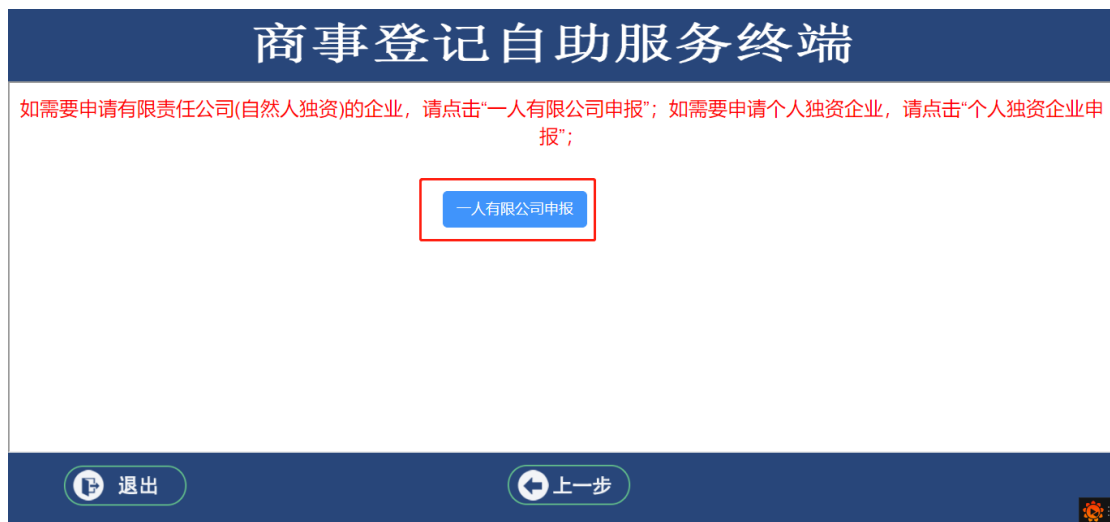 商事登记自助服务终端
如需要申请有限责任公司(自然人独资)的企业，请点击“一人有限公司申报”；如需要申请个人独资企业，请点击“个人独资企业申
报”；
一人有限公司申报
退出
上一步